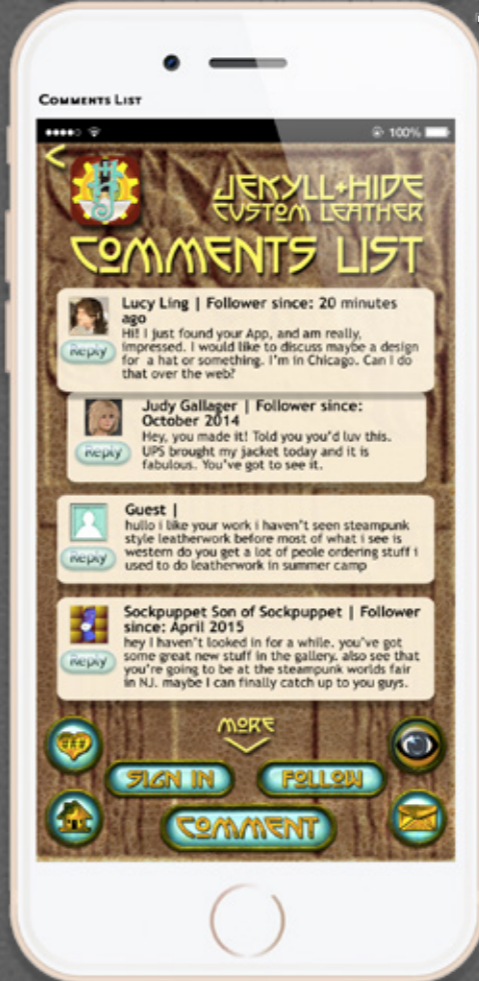 COMMENTS LIST
100%
<
JEKYLL+HIDE
CUSTOM LEATHER
COMMENTS LIST
Lucy Ling | Follower since: 20 minutes
ago
Hi! I just found your App, and am really,
impressed. I would like to discuss maybe a design
for a hat or something. I'm in Chicago. Can I do
that over the web?
Reply
Judy Gallager | Follower since:
October 2014
Hey, you made it! Told you you'd luv this.
UPS brought my jacket today and it is
fabulous. You've got to see it.
Reply
Guest |
hullo i like your work i haven't seen steampunk
style leatherwork before most of what i see is
western do you get a lot of peole ordering stuff i
used to do leatherwork in summer camp
Reply
Sockpuppet Son of Sockpuppet | Follower
since: April 2015
hey I haven't looked in for a while. you've got
some great new stuff in the gallery. also see that
you're going to be at the steampunk worlds fair
in NJ. maybe I can finally catch up to you guys.
Reply
MORE
SIGN IN
FOLLOW
COMMENT